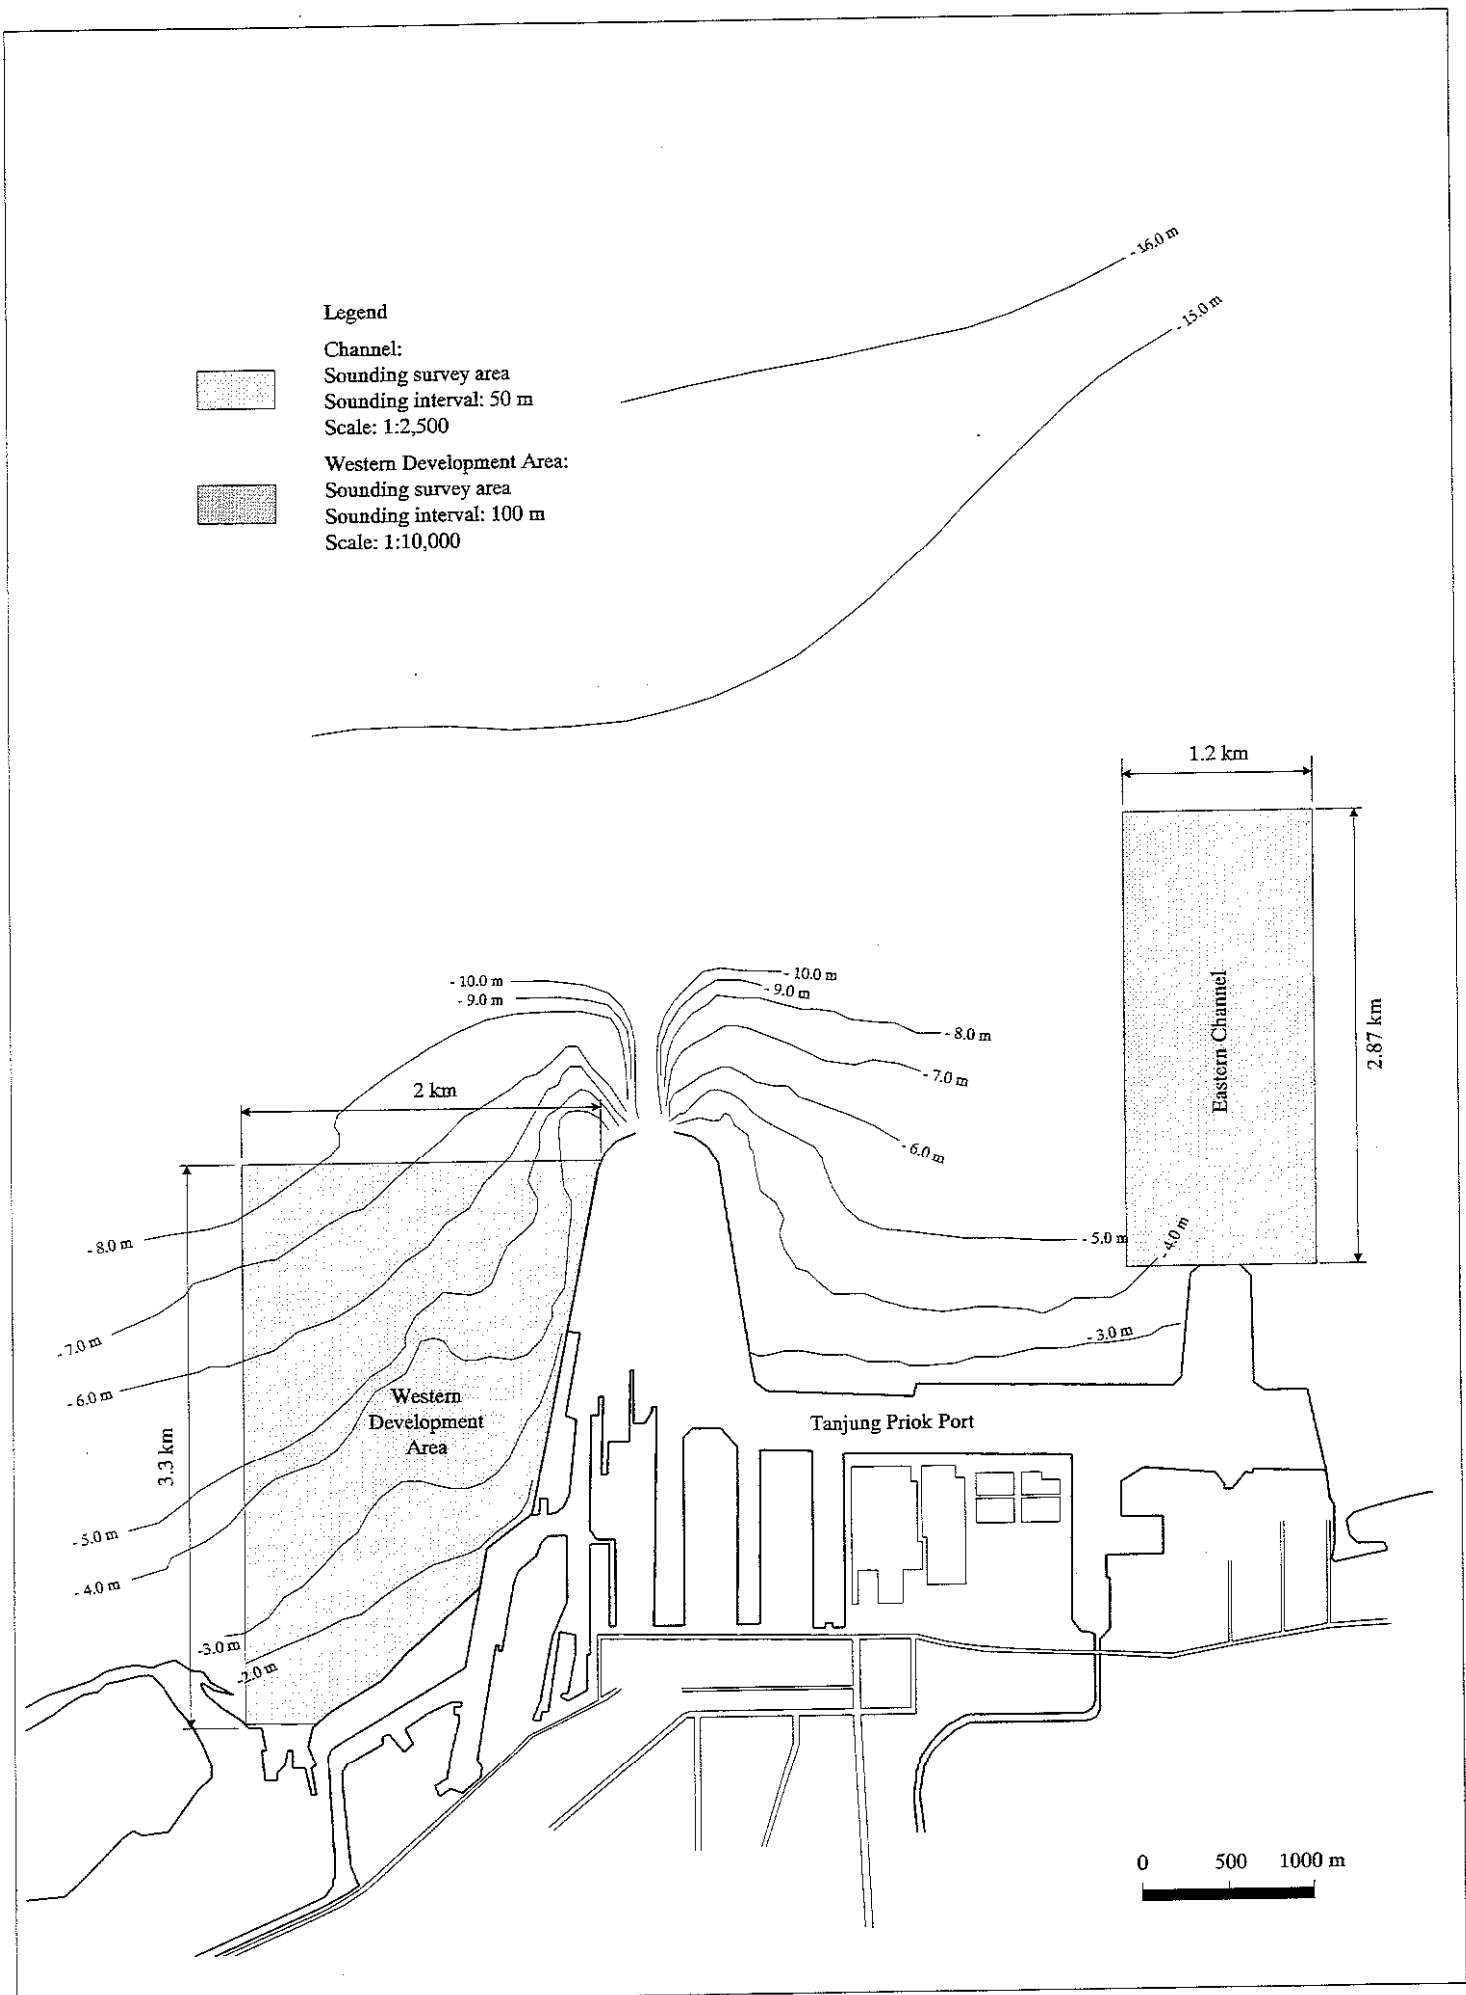 - 16.0 m
- 15.0 m
Legend
Channel:
Sounding survey area
Sounding interval: 50 m
Scale: 1:2,500
Western Development Area:
Sounding survey area
Sounding interval: 100 m
Scale: 1:10,000
1.2 km
2.87 km
Eastern Channel
- 10.0 m
- 9.0 m
- 10.0 m
- 9.0 m
- 8.0 m
- 7.0 m
- 6.0 m
- 5.0 m
- 4.0 m
- 3.0 m
2 km
3.3 km
- 8.0 m
- 7.0 m
- 6.0 m
- 5.0 m
- 4.0 m
-3.0 m
-2.0 m
Western
Development
Area
Tanjung Priok Port
0 500 1000 m